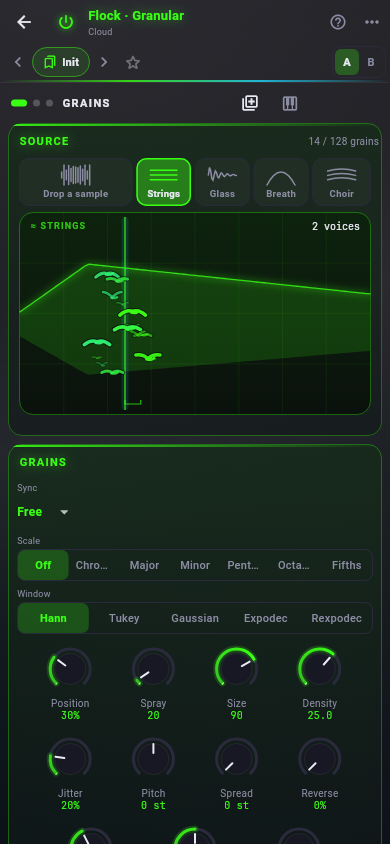 Flock · Granular
Cloud
Init
A
B
GRAINS
SOURCE
14 / 128 grains
Drop a sample
Strings
Glass
Breath
Choir
≈ STRINGS
2 voices
GRAINS
Sync
Free
Scale
Off
Chro…
Major
Minor
Pent…
Octa…
Fifths
Window
Hann
Tukey
Gaussian
Expodec
Rexpodec
Position
Spray
Size
Density
30%
20
90
25.0
Jitter
Pitch
Spread
Reverse
20%
0 st
0 st
0%